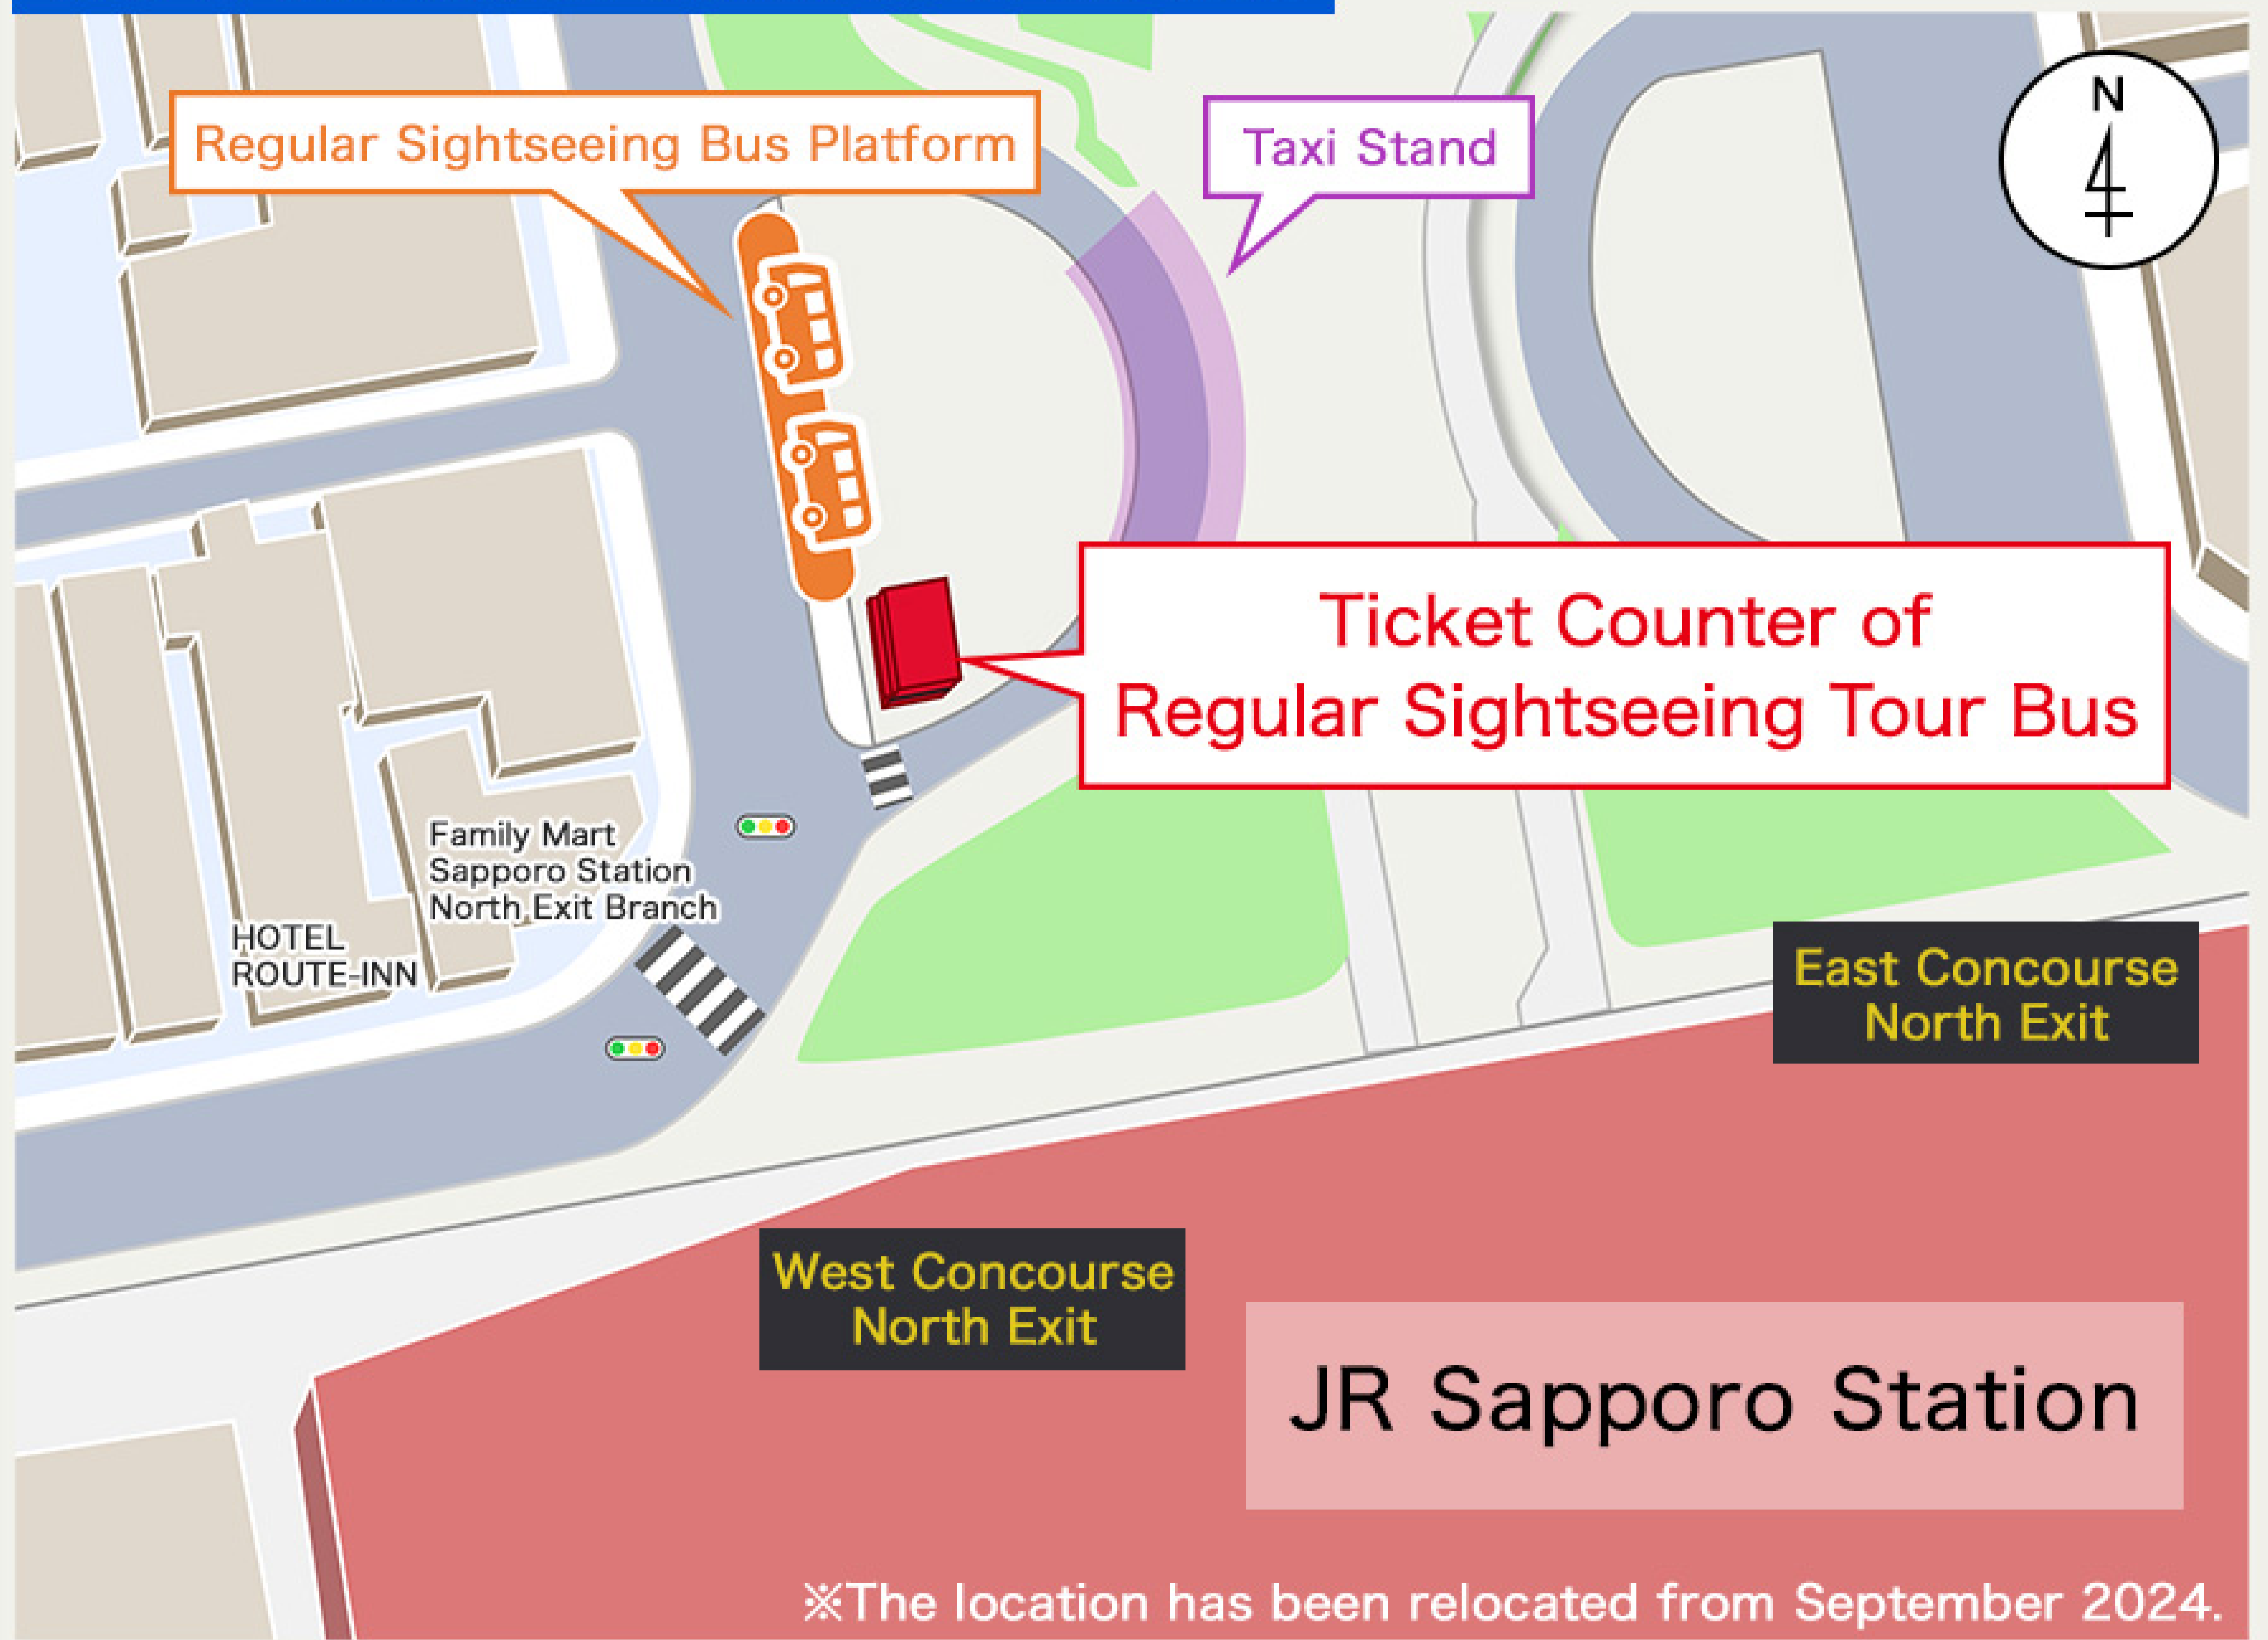 N
Regular Sightseeing Bus Platform
Taxi Stand
Ticket Counter of
Regular Sightseeing Tour Bus
Family Mart
Sapporo Station
North Exit Branch
HOTEL
ROUTE-INN
East Concourse
North Exit
West Concourse
North Exit
JR Sapporo Station
※The location has been relocated from September 2024.